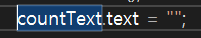 countText.text = "";